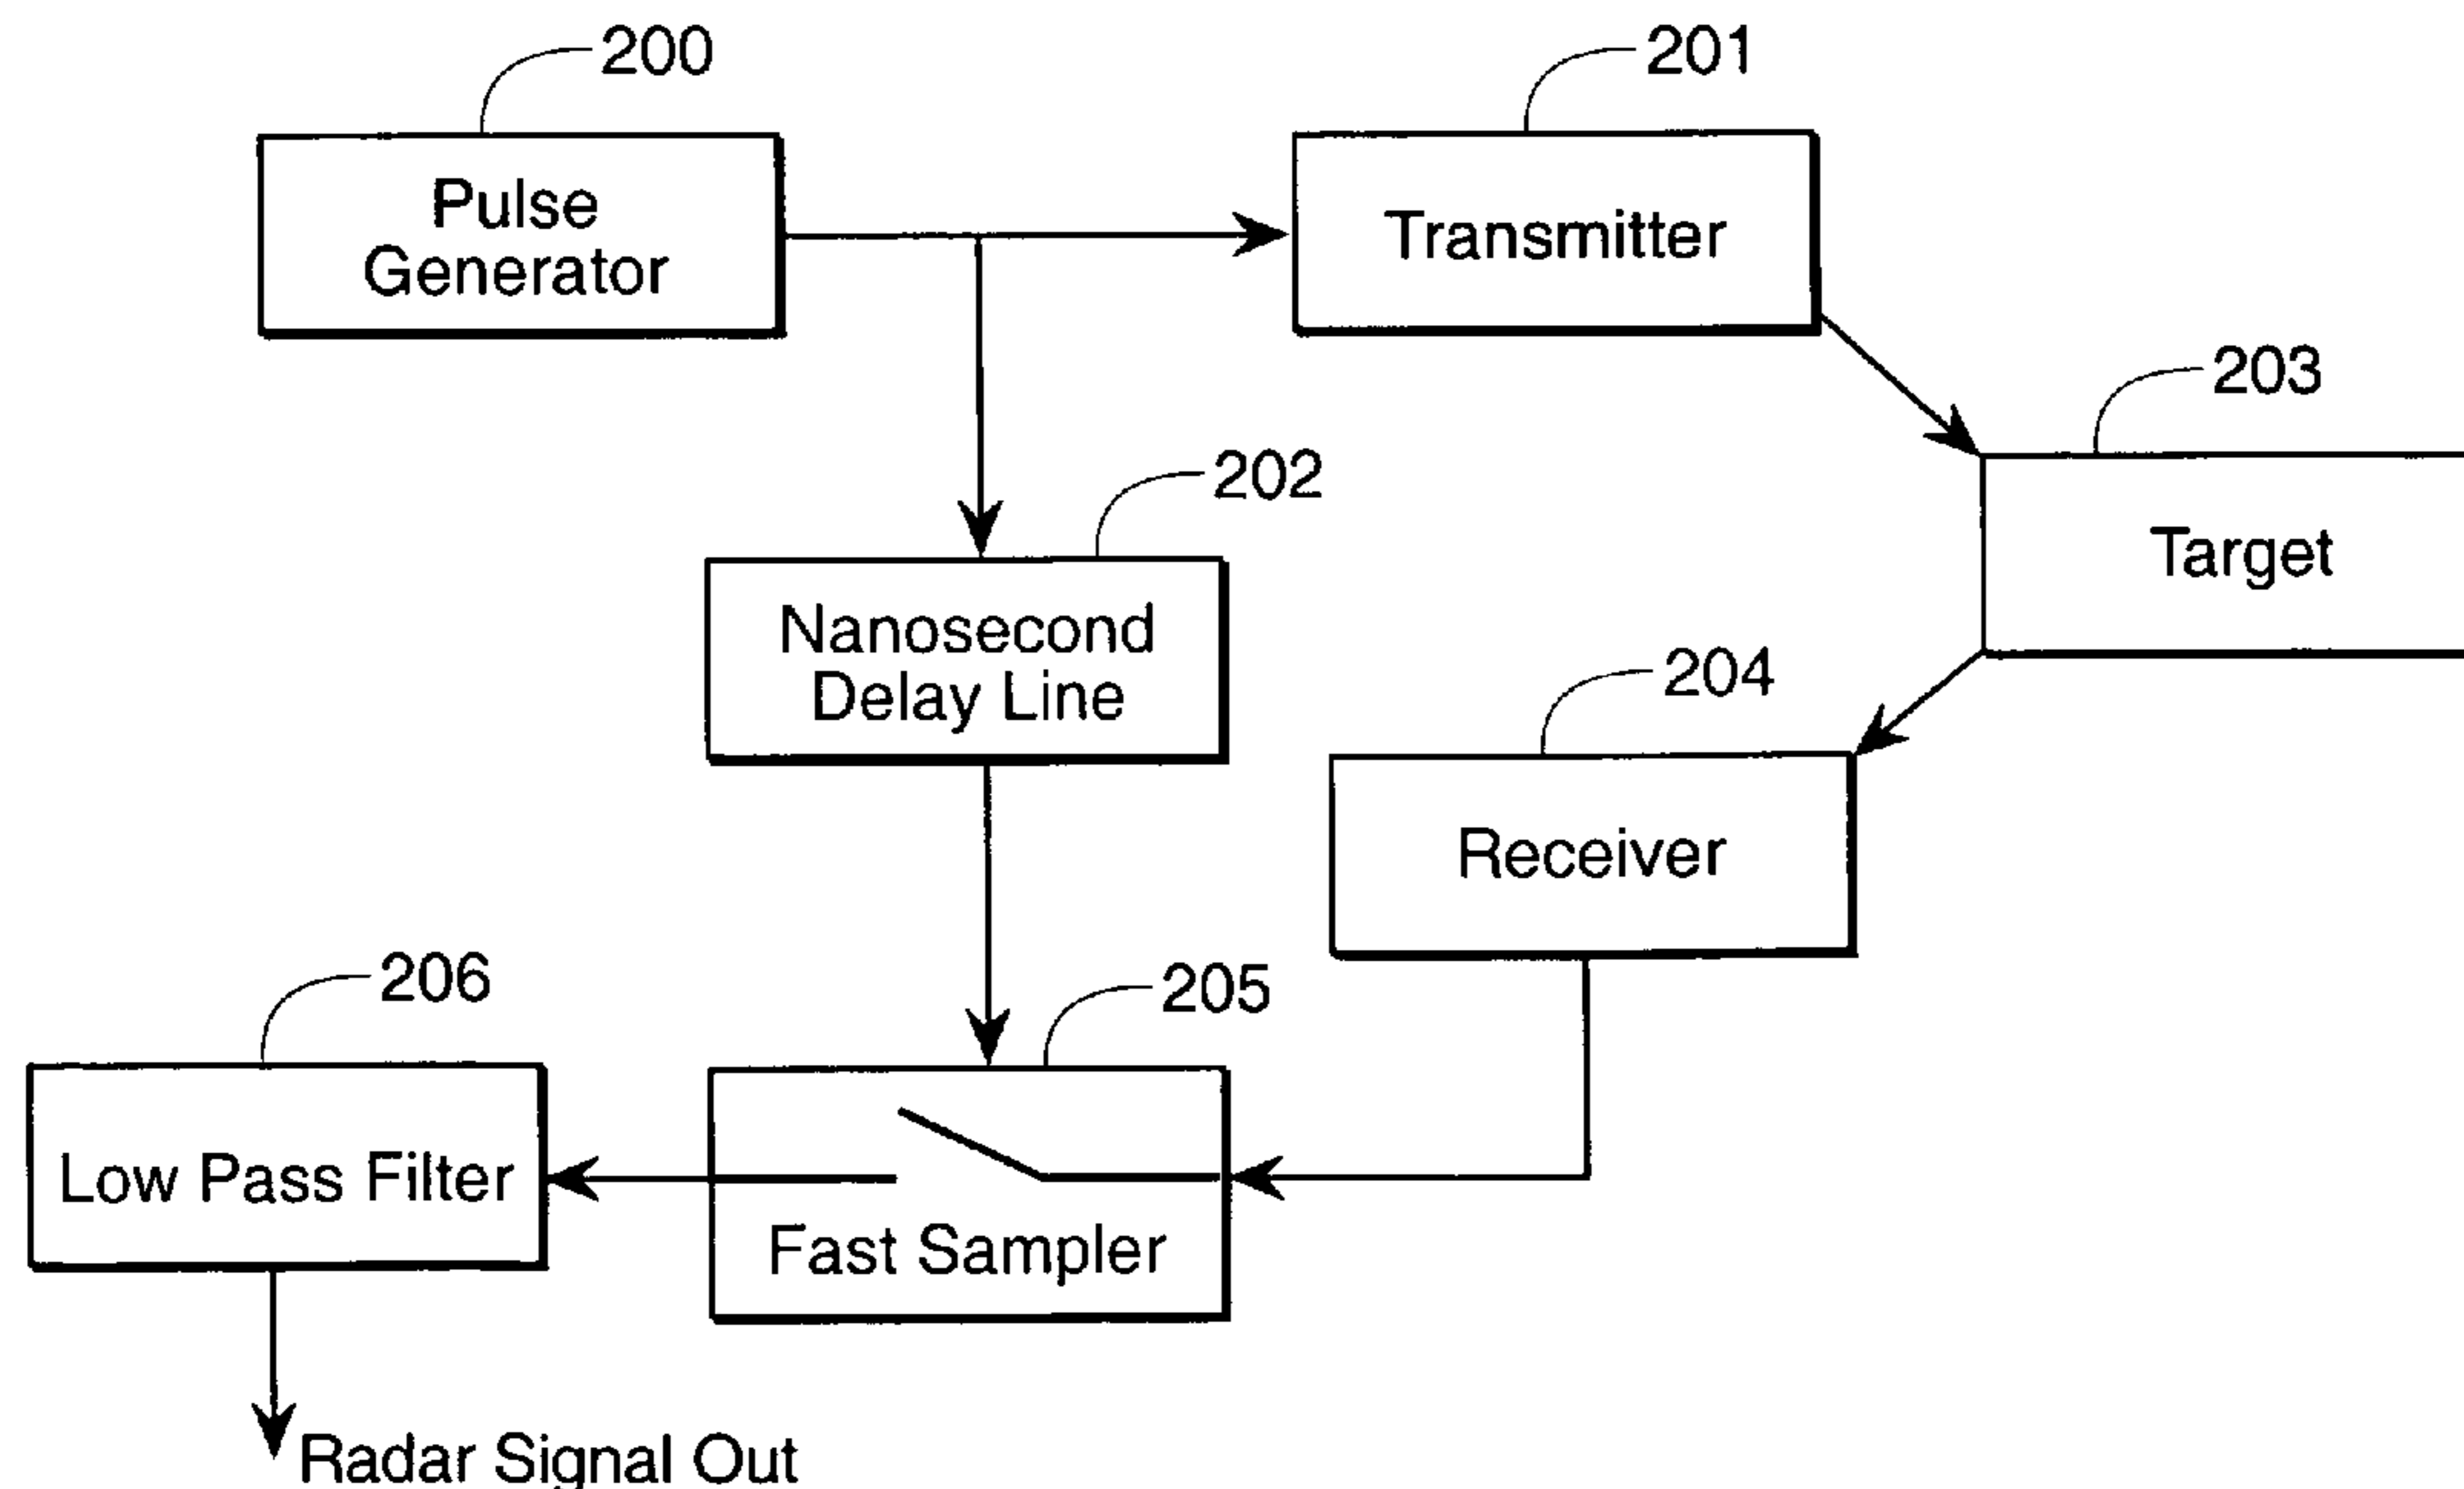 200
201
Pulse
Generator
Transmitter
203
202
Target
Nanosecond
Delay Line
204
Receiver
206
205
Low Pass Filter
Fast Sampler
Radar Signal Out